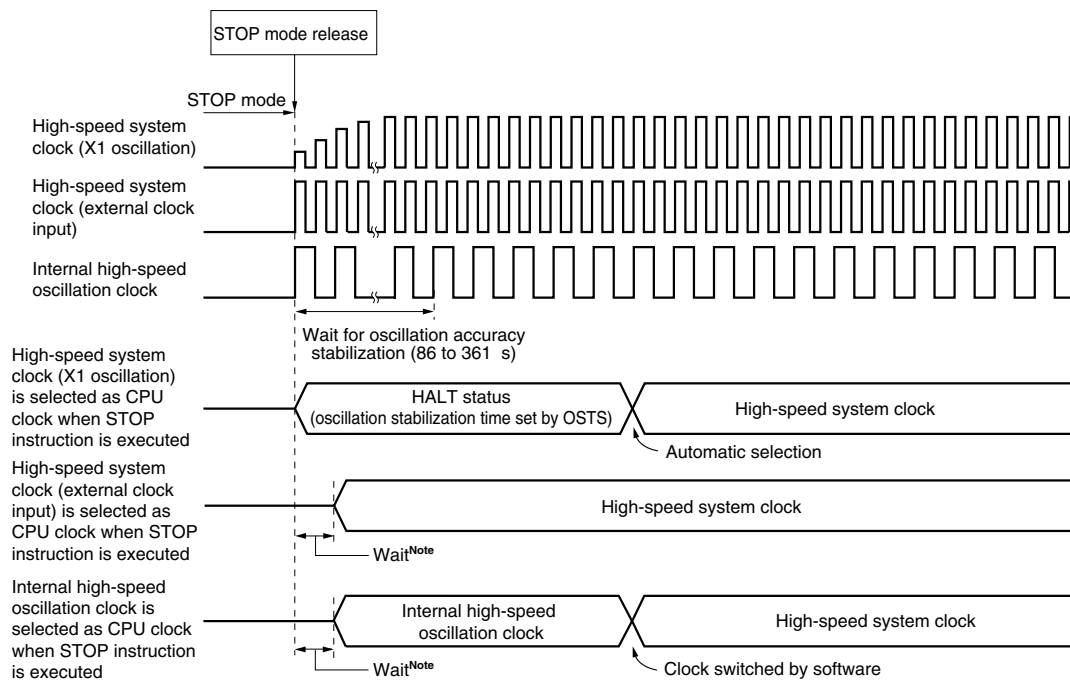 STOP mode release
STOP mode
High-speed system
clock (X1 oscillation)
High-speed system
clock (external clock
input)
Internal high-speed
oscillation clock
Wait for oscillation accuracy
stabilization (86 to 361 s)
High-speed system
clock (X1 oscillation)
is selected as CPU
clock when STOP
instruction is executed
HALT status
(oscillation stabilization time set by OSTS)
High-speed system clock
Automatic selection
High-speed system
clock (external clock
input) is selected as
CPU clock when STOP
instruction is executed
High-speed system clock
WaitNote
Internal high-speed
oscillation clock is
selected as CPU clock
when STOP instruction
is executed
Internal high-speed
oscillation clock
High-speed system clock
WaitNote
Clock switched by software